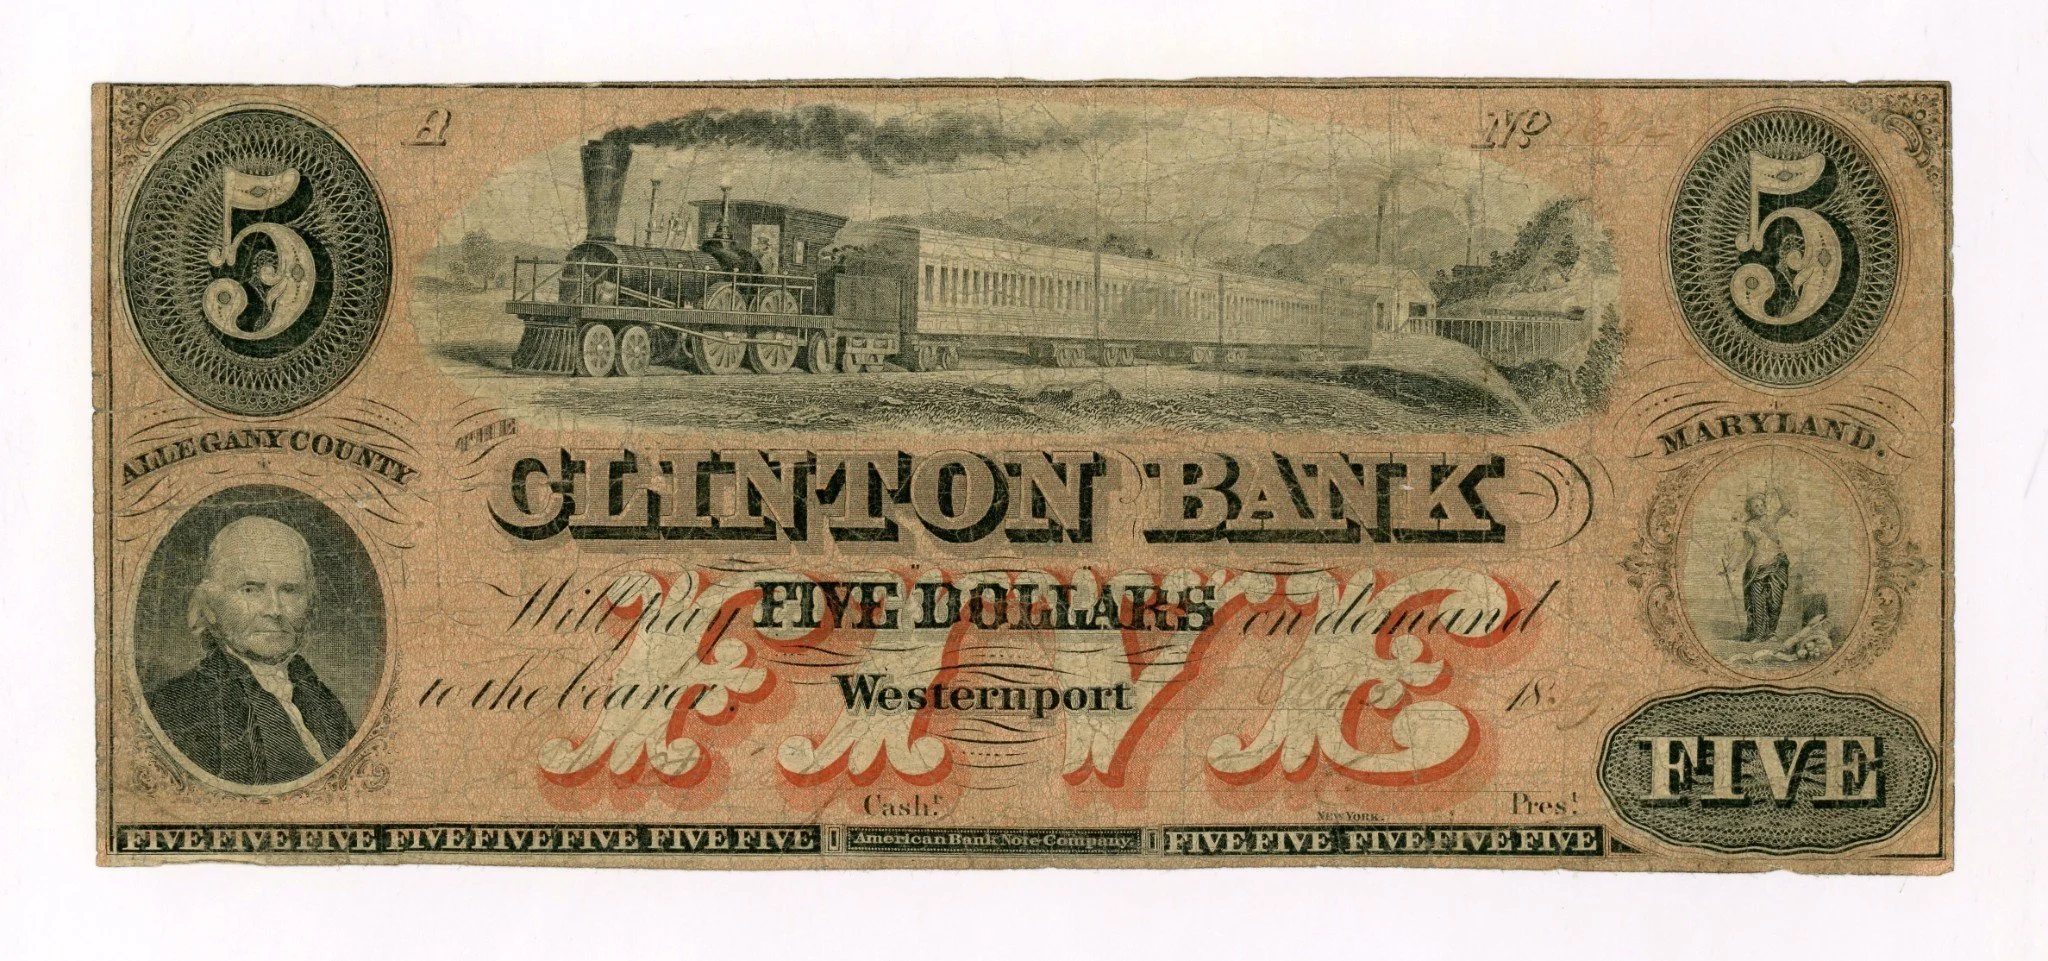 5
A
No
5
ALLEGANY COUNTY
MARYLAND.
THE
CLINTON BANK
FIVE
Will Pay FIVE DOLLARS on demand
to the bearer. Westernport 18
FIVE
Cash.r
NEW YORK.
Pres.t
FIVE FIVE FIVE FIVE FIVE FIVE FIVE FIVE American Bank Note Company. FIVE FIVE FIVE FIVE FIVE